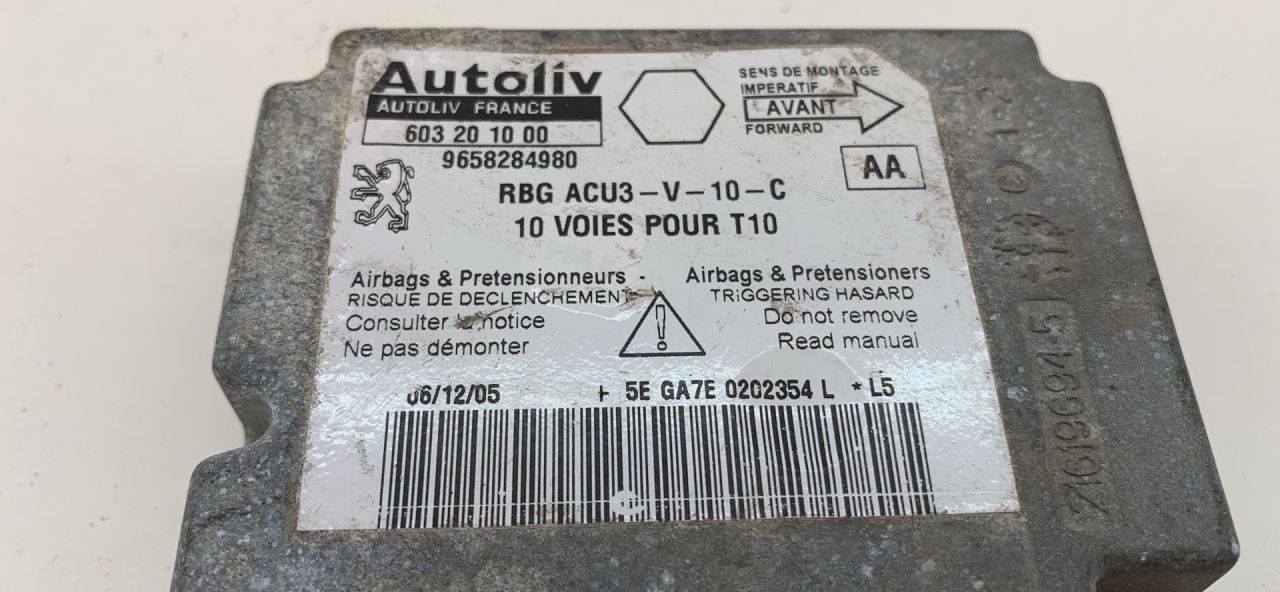 Autoliv
AUTOLIV FRANCE
603 20 10 00
9658284980
SENS DE MONTAGE
IMPERATIF
AVANT
FORWARD
AA
RBG ACU3-V-10-C
10 VOIES POUR T10
Airbags & Pretensionneurs -
RISQUE DE DECLENCHEMENT
Consulter la notice
Ne pas démonter
Airbags & Pretensioners
TRIGGERING HASARD
Do not remove
Read manual
!
06/12/05
5E GA7E 0202354 L * L5